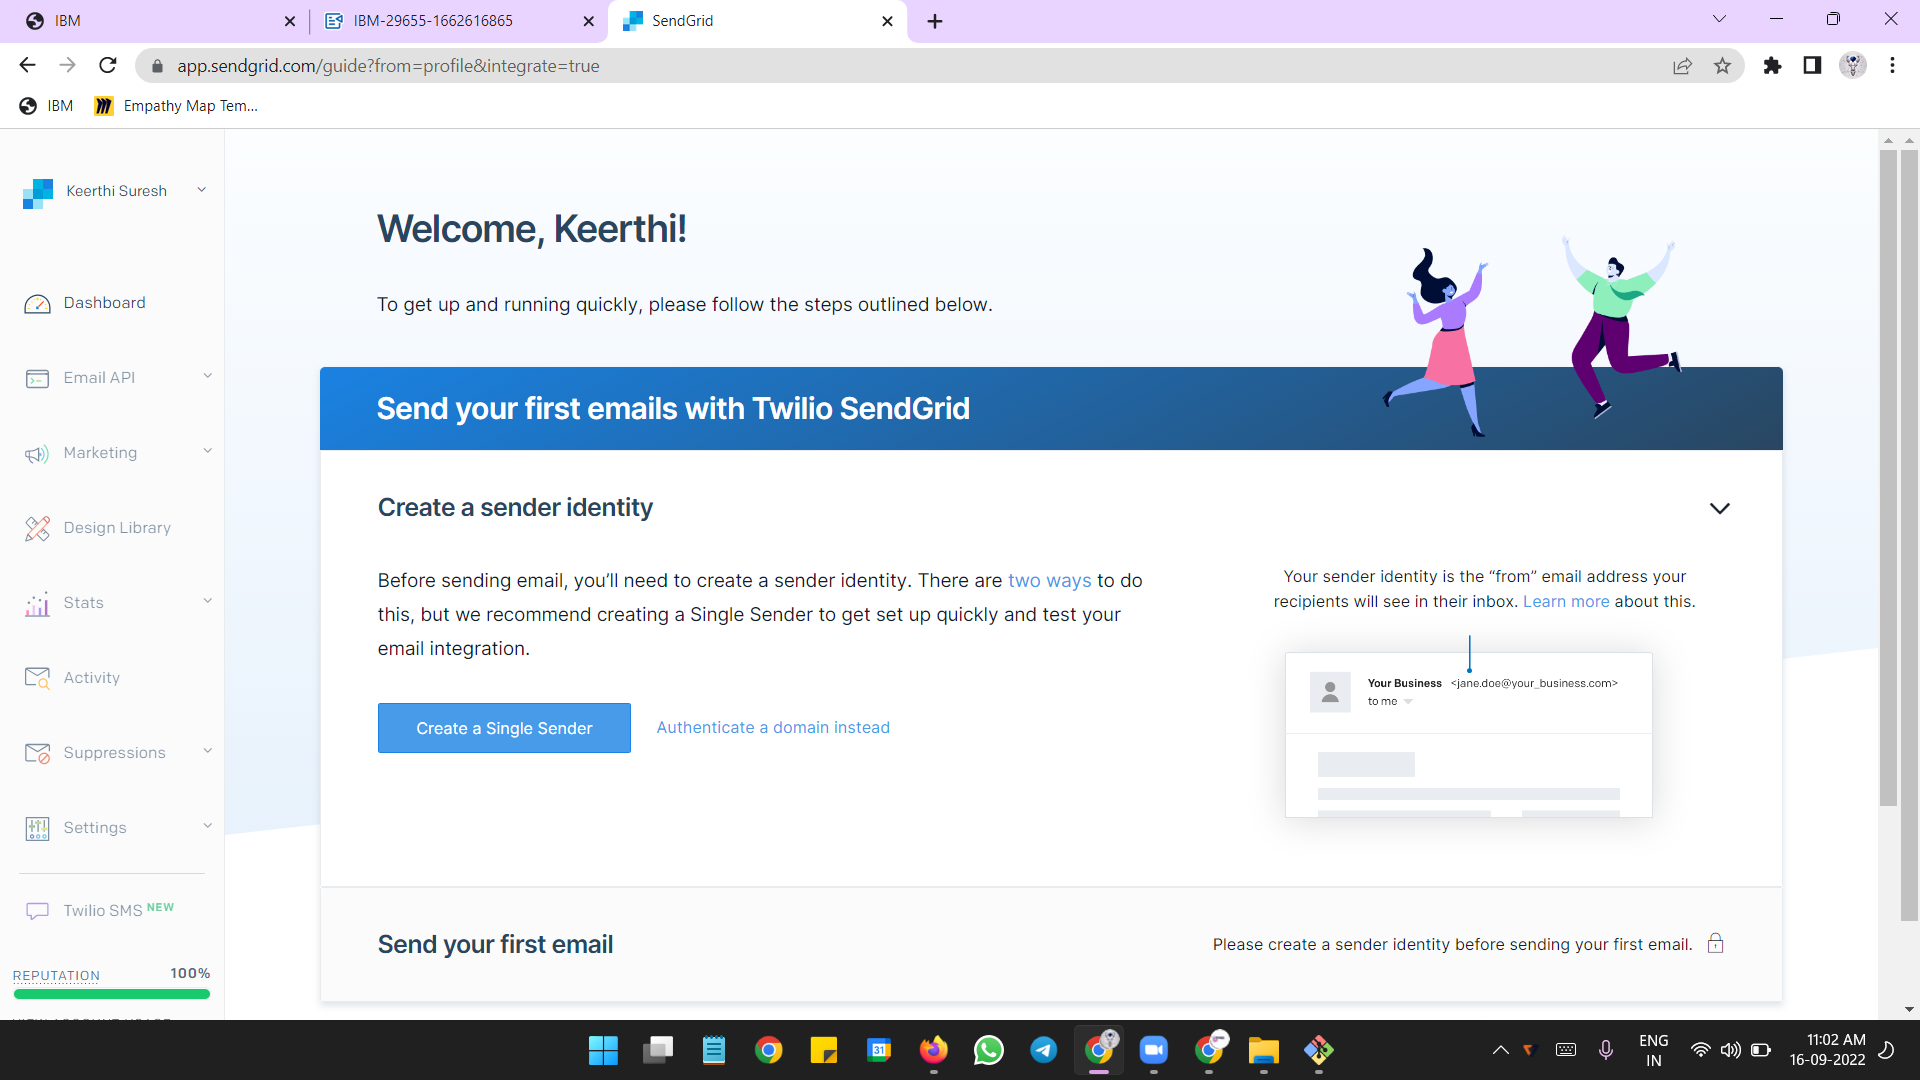 IBM
IBM-29655-1662616865
SendGrid
app.sendgrid.com/guide?from=profile&integrate=true
IBM
Empathy Map Tem...
Keerthi Suresh
Dashboard
Email API
Marketing
Design Library
Stats
Activity
Suppressions
Settings
Twilio SMS NEW
REPUTATION 100%
Welcome, Keerthi!
To get up and running quickly, please follow the steps outlined below.
Send your first emails with Twilio SendGrid
Create a sender identity
Before sending email, you’ll need to create a sender identity. There are two ways to do
this, but we recommend creating a Single Sender to get set up quickly and test your
email integration.
Create a Single Sender
Authenticate a domain instead
Your sender identity is the “from” email address your
recipients will see in their inbox. Learn more about this.
Your Business <jane.doe@your_business.com>
to me
Send your first email
Please create a sender identity before sending your first email.
31
ENG
IN
11:02 AM
16-09-2022